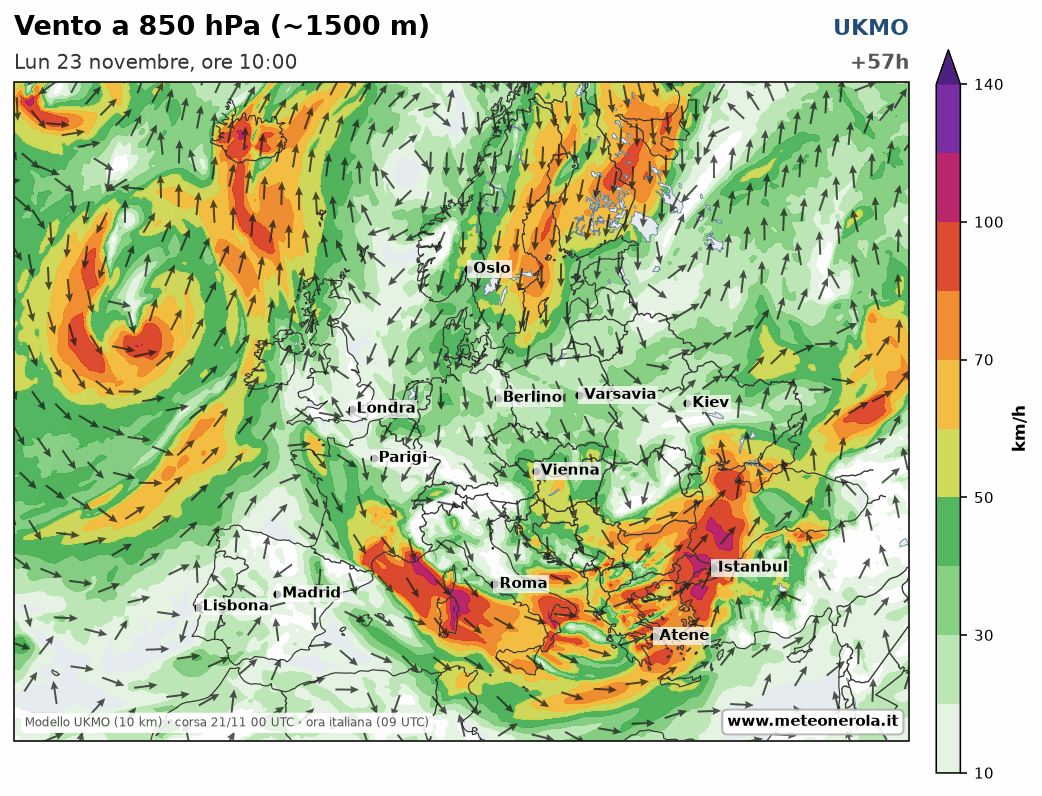 Vento a 850 hPa (~1500 m)
UKMO
Lun 23 novembre, ore 10:00
+57h
140
100
70
50
30
10
km/h
Oslo
Londra
Berlino
Varsavia
Kiev
Parigi
Vienna
Istanbul
Roma
Madrid
Lisbona
Atene
Modello UKMO (10 km) · corsa 21/11 00 UTC · ora italiana (09 UTC)
www.meteonerola.it